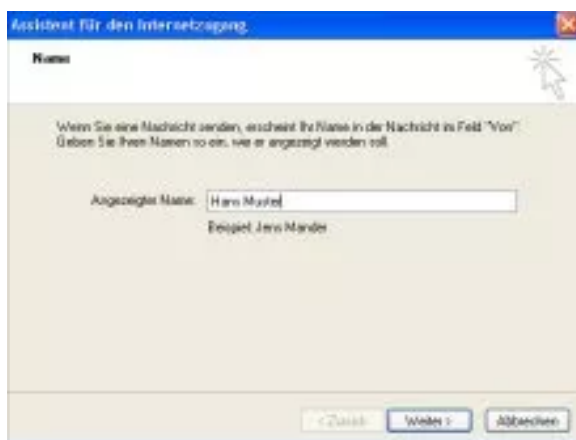 Assistent für den Internetzugang
Name
Wenn Sie eine Nachricht senden, erscheint Ihr Name in der Nachricht im Feld "Von".
Geben Sie Ihren Namen so ein, wie er angezeigt werden soll.
Angezeigter Name: Hans Muster
Beispiel: Jens Mander
< Zurück Weiter > Abbrechen